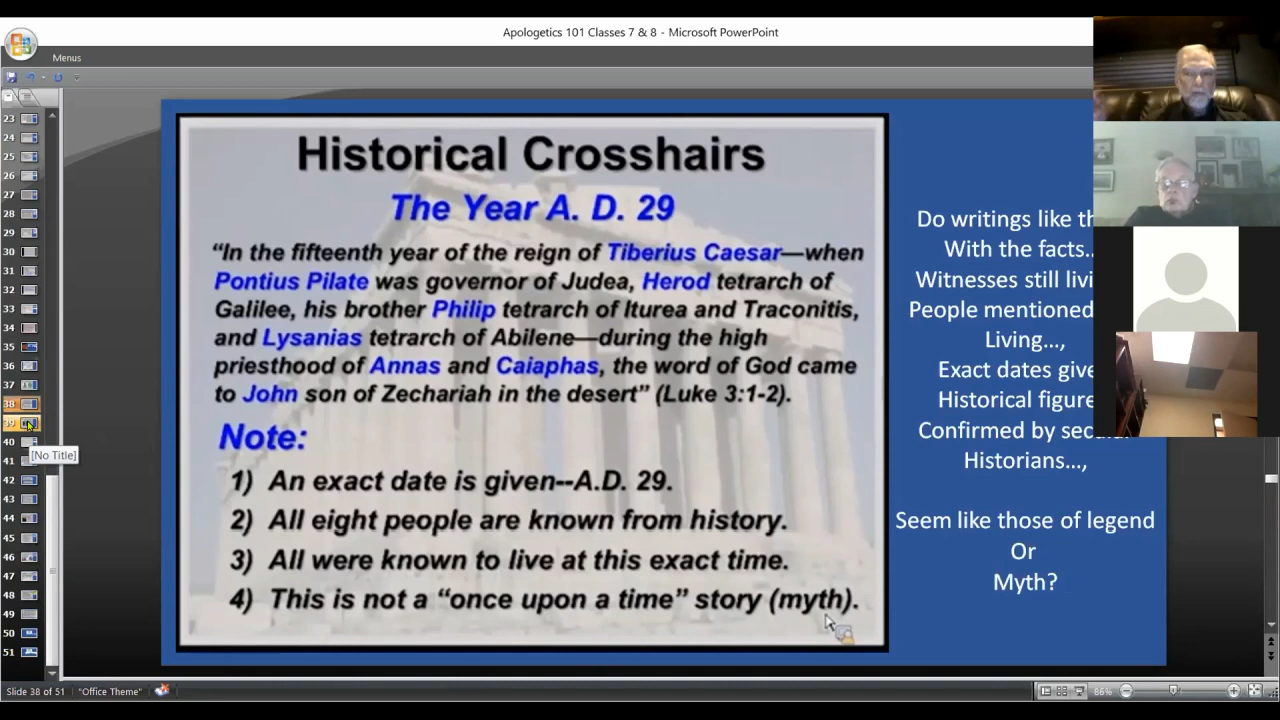 Apologetics 101 Classes 7 & 8 - Microsoft PowerPoint
Menus
23
24
25
26
27
28
29
30
31
32
33
34
35
36
37
38
39
40
41
42
43
44
45
46
47
48
49
50
51
[No Title]
Historical Crosshairs
The Year A. D. 29
“In the fifteenth year of the reign of Tiberius Caesar—when
Pontius Pilate was governor of Judea, Herod tetrarch of
Galilee, his brother Philip tetrarch of Iturea and Traconitis,
and Lysanias tetrarch of Abilene—during the high
priesthood of Annas and Caiaphas, the word of God came
to John son of Zechariah in the desert” (Luke 3:1-2).
Note:
1) An exact date is given--A.D. 29.
2) All eight people are known from history.
3) All were known to live at this exact time.
4) This is not a “once upon a time” story (myth).
Do writings like
With the facts..
Witnesses still
People mentioned
Living...,
Exact dates
Historical
Confirmed by
Historians...,
Seem like those of legend
Or
Myth?
Slide 38 of 51
"Office Theme"
86%